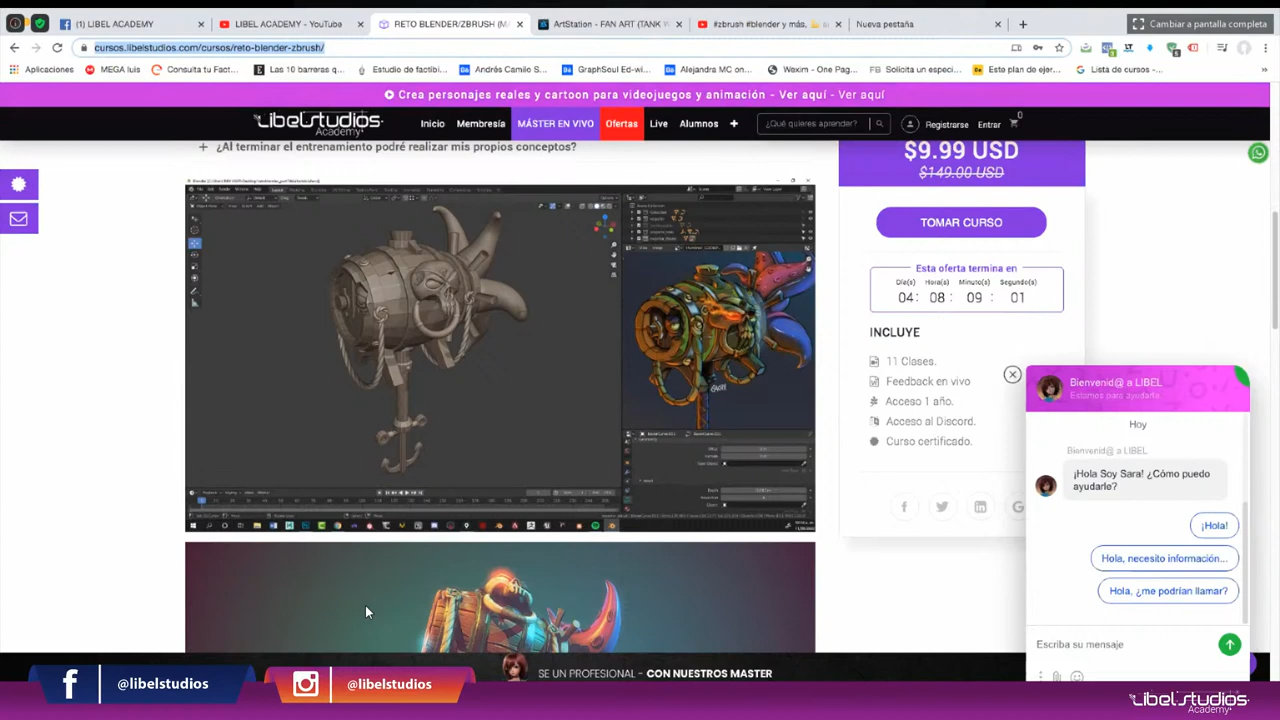 (1) LIBEL ACADEMY
LIBEL ACADEMY - YouTube
RETO BLENDER/ZBRUSH (MA
ArtStation - FAN ART (TANK W
#zbrush #blender y más,
Nueva pestaña
Cambiar a pantalla completa
cursos.libelstudios.com/cursos/reto-blender-zbrush/
Aplicaciones
MEGA luis
Consulta tu Fact...
Las 10 barreras q...
Estudio de factibi...
Andrés Camilo S...
GraphSoul Ed-wi...
Alejandra MC on...
Wexim - One Pag...
FB Solicita un especi...
Este plan de ejer...
Lista de cursos -...
Crea personajes reales y cartoon para videojuegos y animación - Ver aquí - Ver aquí
Libelstudios Academy
Inicio
Membresía
MÁSTER EN VIVO
Ofertas
Live
Alumnos
¿Qué quieres aprender?
Registrarse
Entrar
0
¿Al terminar el entrenamiento podré realizar mis propios conceptos?
$9.99 USD
$149.00 USD
TOMAR CURSO
Esta oferta termina en
Día(s) Hora(s) Minuto(s) Segundo(s)
04: 08: 09: 01
INCLUYE
11 Clases.
Feedback en vivo
Acceso 1 año.
Acceso al Discord.
Curso certificado.
Bienvenid@ a LIBEL
Estamos para ayudarle
Hoy
Bienvenid@ a LIBEL
¡Hola Soy Sara! ¿Cómo puedo
ayudarlo?
¡Hola!
Hola, necesito información...
Hola, ¿me podrían llamar?
Escriba su mensaje
SE UN PROFESIONAL - CON NUESTROS MASTER
@libelstudios
@libelstudios
Libelstudios
Academy